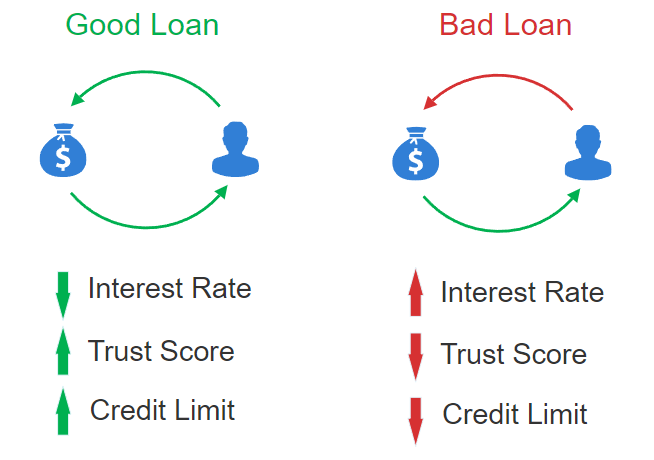 Good Loan
Bad Loan
$
$
Interest Rate
Trust Score
Credit Limit
Interest Rate
Trust Score
Credit Limit